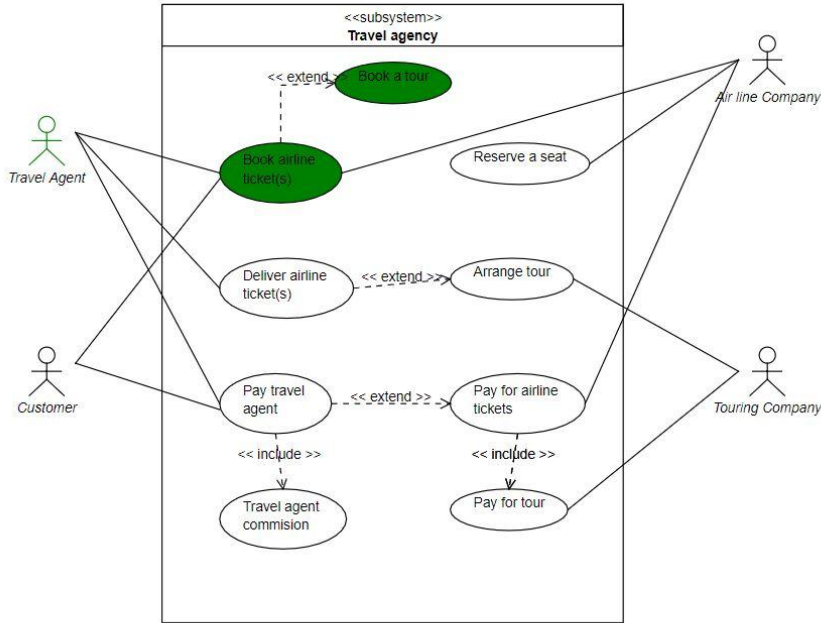 <<subsystem>>
Travel agency
<< extend >>
Book a tour
Air line Company
Travel Agent
Book airline
ticket(s)
Reserve a seat
Deliver airline
ticket(s)
<< extend >>
Arrange tour
Customer
Pay travel
agent
<< extend >>
Pay for airline
tickets
Touring Company
<< include >>
<< include >>
Travel agent
commision
Pay for tour